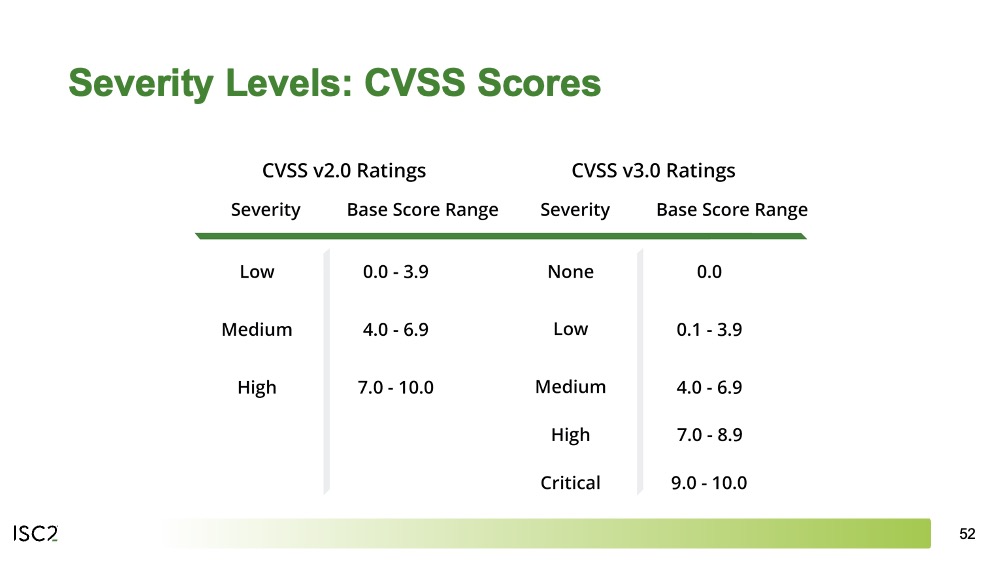 Severity Levels: CVSS Scores
CVSS v2.0 Ratings CVSS v3.0 Ratings
Severity Base Score Range Severity Base Score Range
Low 0.0 - 3.9 None 0.0
Medium 4.0 - 6.9 Low 0.1 - 3.9
High 7.0 - 10.0 Medium 4.0 - 6.9
High 7.0 - 8.9
Critical 9.0 - 10.0
ISC2 52